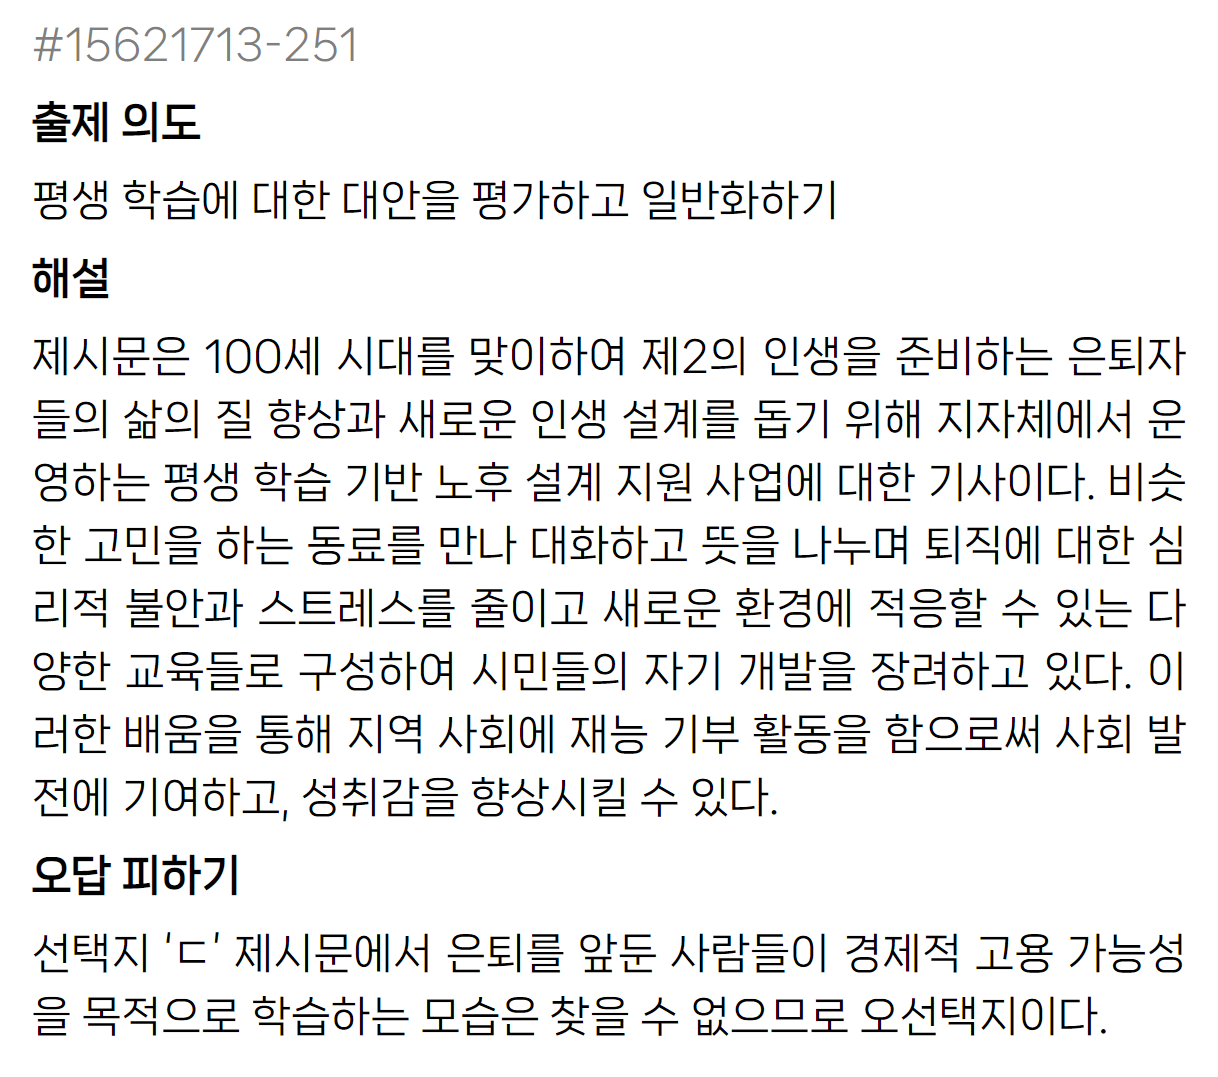 #15621713-251
출제 의도
평생 학습에 대한 대안을 평가하고 일반화하기
해설
제시문은 100세 시대를 맞이하여 제2의 인생을 준비하는 은퇴자
들의 삶의 질 향상과 새로운 인생 설계를 돕기 위해 지자체에서 운
영하는 평생 학습 기반 노후 설계 지원 사업에 대한 기사이다. 비슷
한 고민을 하는 동료를 만나 대화하고 뜻을 나누며 퇴직에 대한 심
리적 불안과 스트레스를 줄이고 새로운 환경에 적응할 수 있는 다
양한 교육들로 구성하여 시민들의 자기 개발을 장려하고 있다. 이
러한 배움을 통해 지역 사회에 재능 기부 활동을 함으로써 사회 발
전에 기여하고, 성취감을 향상시킬 수 있다.
오답 피하기
선택지 'ㄷ' 제시문에서 은퇴를 앞둔 사람들이 경제적 고용 가능성
을 목적으로 학습하는 모습은 찾을 수 없으므로 오선택지이다.